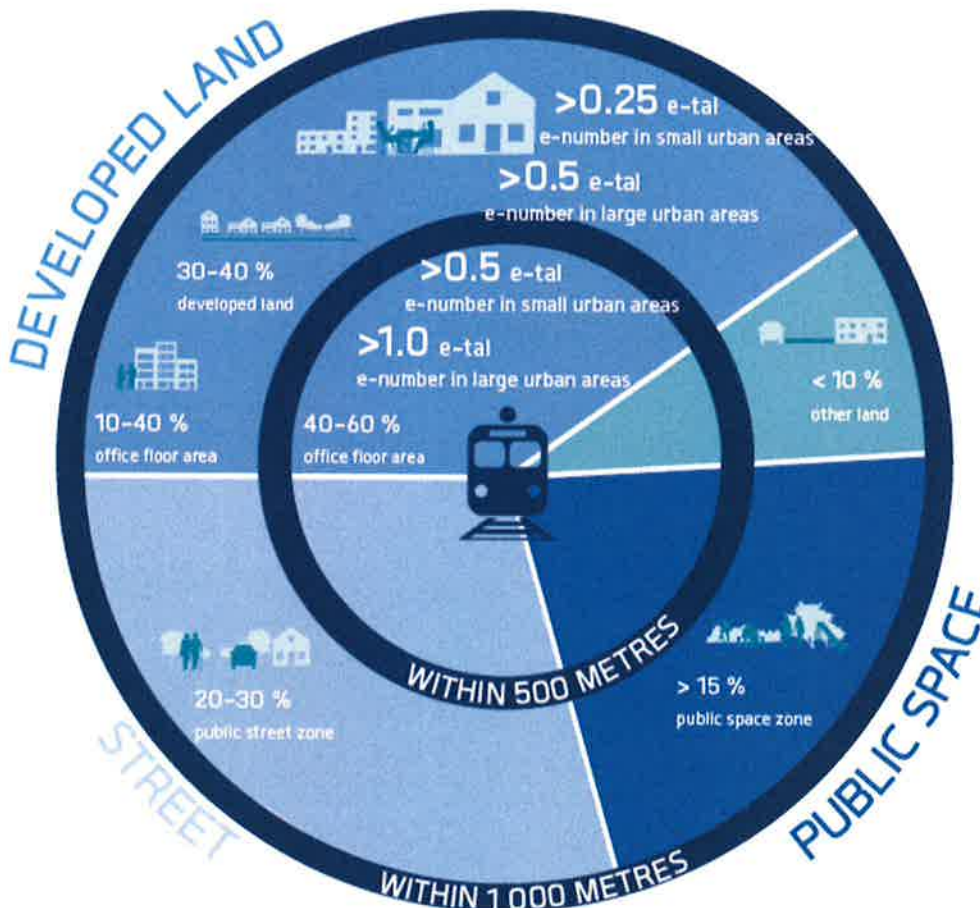 DEVELOPED LAND
>0.25 e-tal
e-number in small urban areas
>0.5 e-tal
e-number in large urban areas
30-40 %
developed land
>0.5 e-tal
e-number in small urban areas
>1.0 e-tal
e-number in large urban areas
10-40 %
office floor area
40-60 %
office floor area
< 10 %
other land
20-30 %
public street zone
> 15 %
public space zone
STREET
PUBLIC SPACE
WITHIN 500 METRES
WITHIN 1 000 METRES